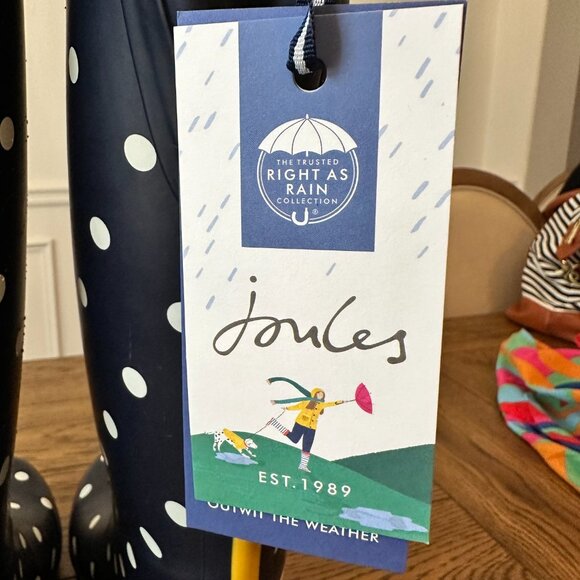 THE TRUSTED
RIGHT AS
RAIN
COLLECTION
®
Joules
EST. 1989
OUTWIT THE WEATHER